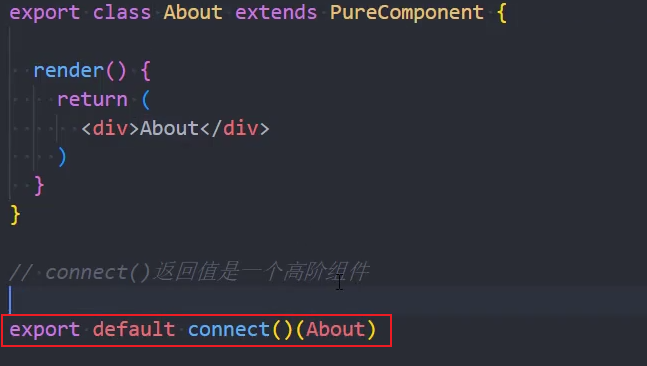 export class About extends PureComponent {
render() {
return (
<div>About</div>
)
}
}
// connect()返回值是一个高阶组件
export default connect()(About)